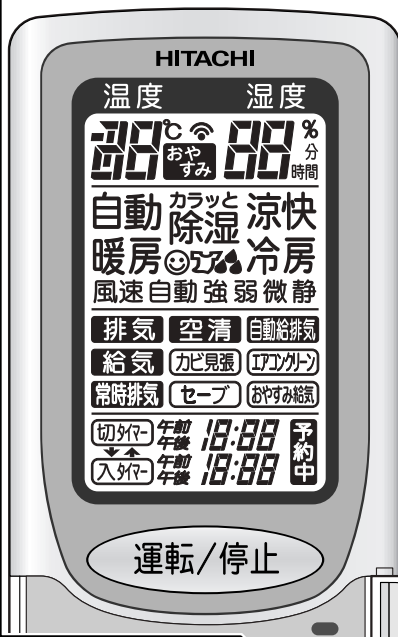 HITACHI
温度 湿度
-88℃ おやすみ 88% 分 時間
自動 カラッと除湿 涼快
暖房 冷房
風速自動強弱微静
排気 空清 自動給排気
給気 カビ見張 エアコンクリーン
常時排気 セーブ おやすみ給気
切タイマー 午前 午後 18:88 予約中
入タイマー 午前 午後 18:88
運転/停止